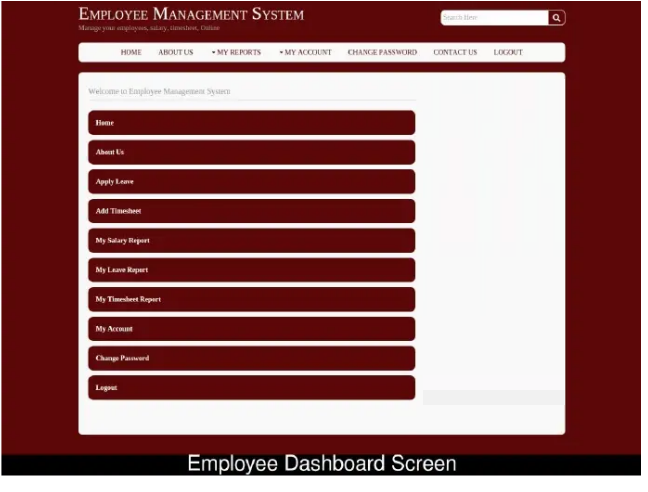 Employee Management System
Manage your employees, salary, timesheet, Online
Search Here
HOME ABOUT US MY REPORTS MY ACCOUNT CHANGE PASSWORD CONTACT US LOGOUT
Welcome to Employee Management System
Home
About Us
Apply Leave
Add Timesheet
My Salary Report
My Leave Report
My Timesheet Report
My Account
Change Password
Logout
Employee Dashboard Screen